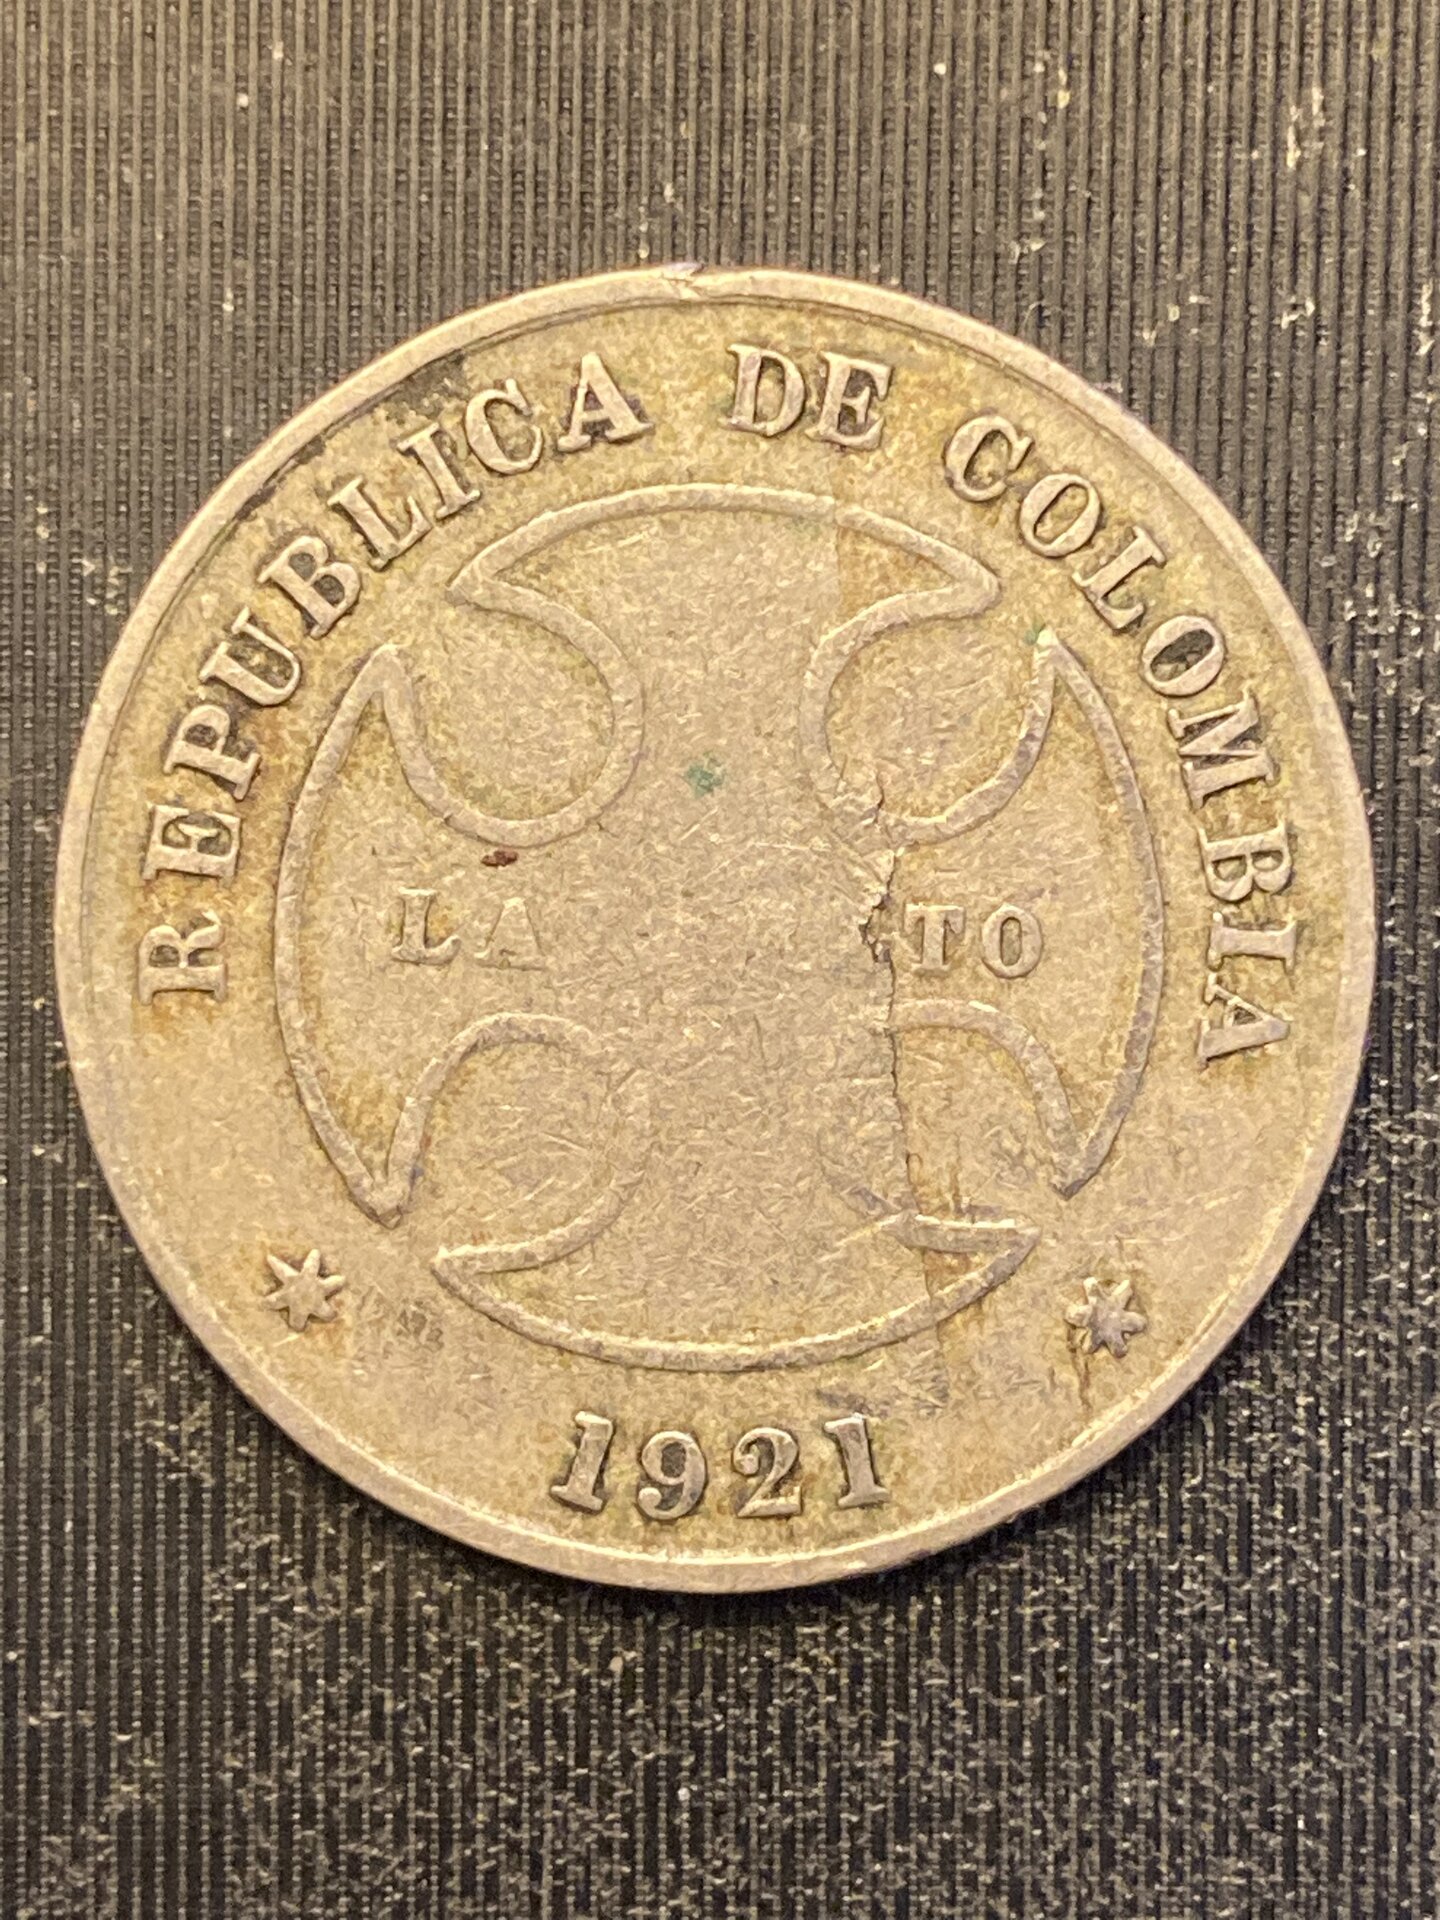 REPUBLICA DE COLOMBIA
LA TO
1921